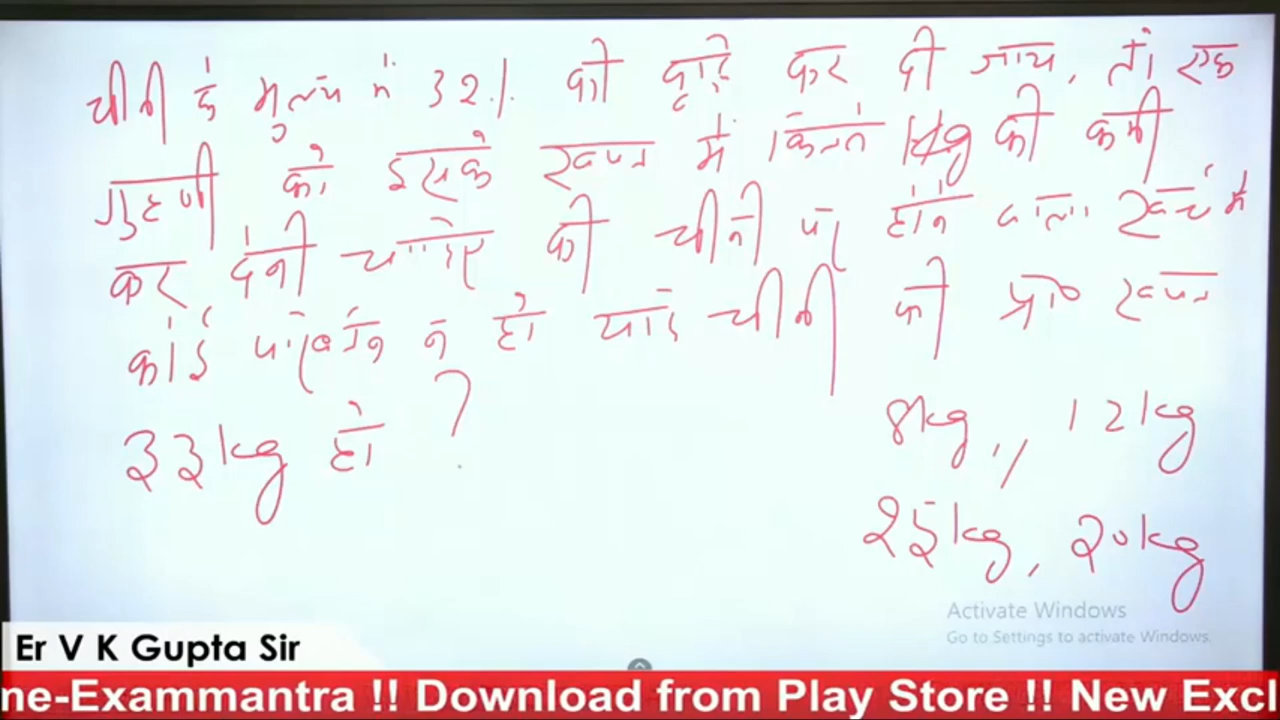 चीनी के मूल्य में 32% की वृद्धि कर दी जाय, तो एक
गृहणी को इसके खपत में कितने kg की कमी
कर देनी चाहिए की चीनी पर होने वाला खर्च में
कोई परिवर्तन न हो यदि चीनी की प्रा० खपत
33kg हो ?
8kg,, 12kg
25kg, 20kg
Activate Windows
Go to Settings to activate Windows.
Er V K Gupta Sir
ne-Exammantra !! Download from Play Store !! New Excl